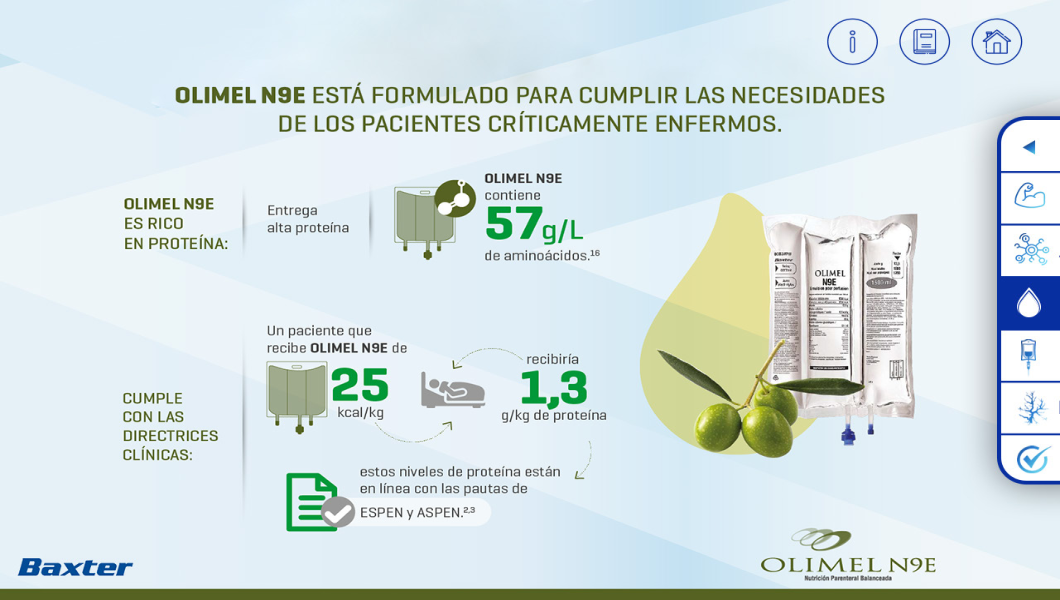 OLIMEL N9E ESTÁ FORMULADO PARA CUMPLIR LAS NECESIDADES
DE LOS PACIENTES CRÍTICAMENTE ENFERMOS.
OLIMEL N9E
ES RICO
EN PROTEÍNA:
Entrega
alta proteína
OLIMEL N9E
contiene
57g/L
de aminoácidos.¹⁶
CUMPLE
CON LAS
DIRECTRICES
CLÍNICAS:
Un paciente que
recibe OLIMEL N9E de
25
kcal/kg
recibiría
1,3
g/kg de proteína
estos niveles de proteína están
en línea con las pautas de
ESPEN y ASPEN.²,³
OLIMEL
N9E
Baxter
OLIMEL N9E
Nutrición Parenteral Balanceada